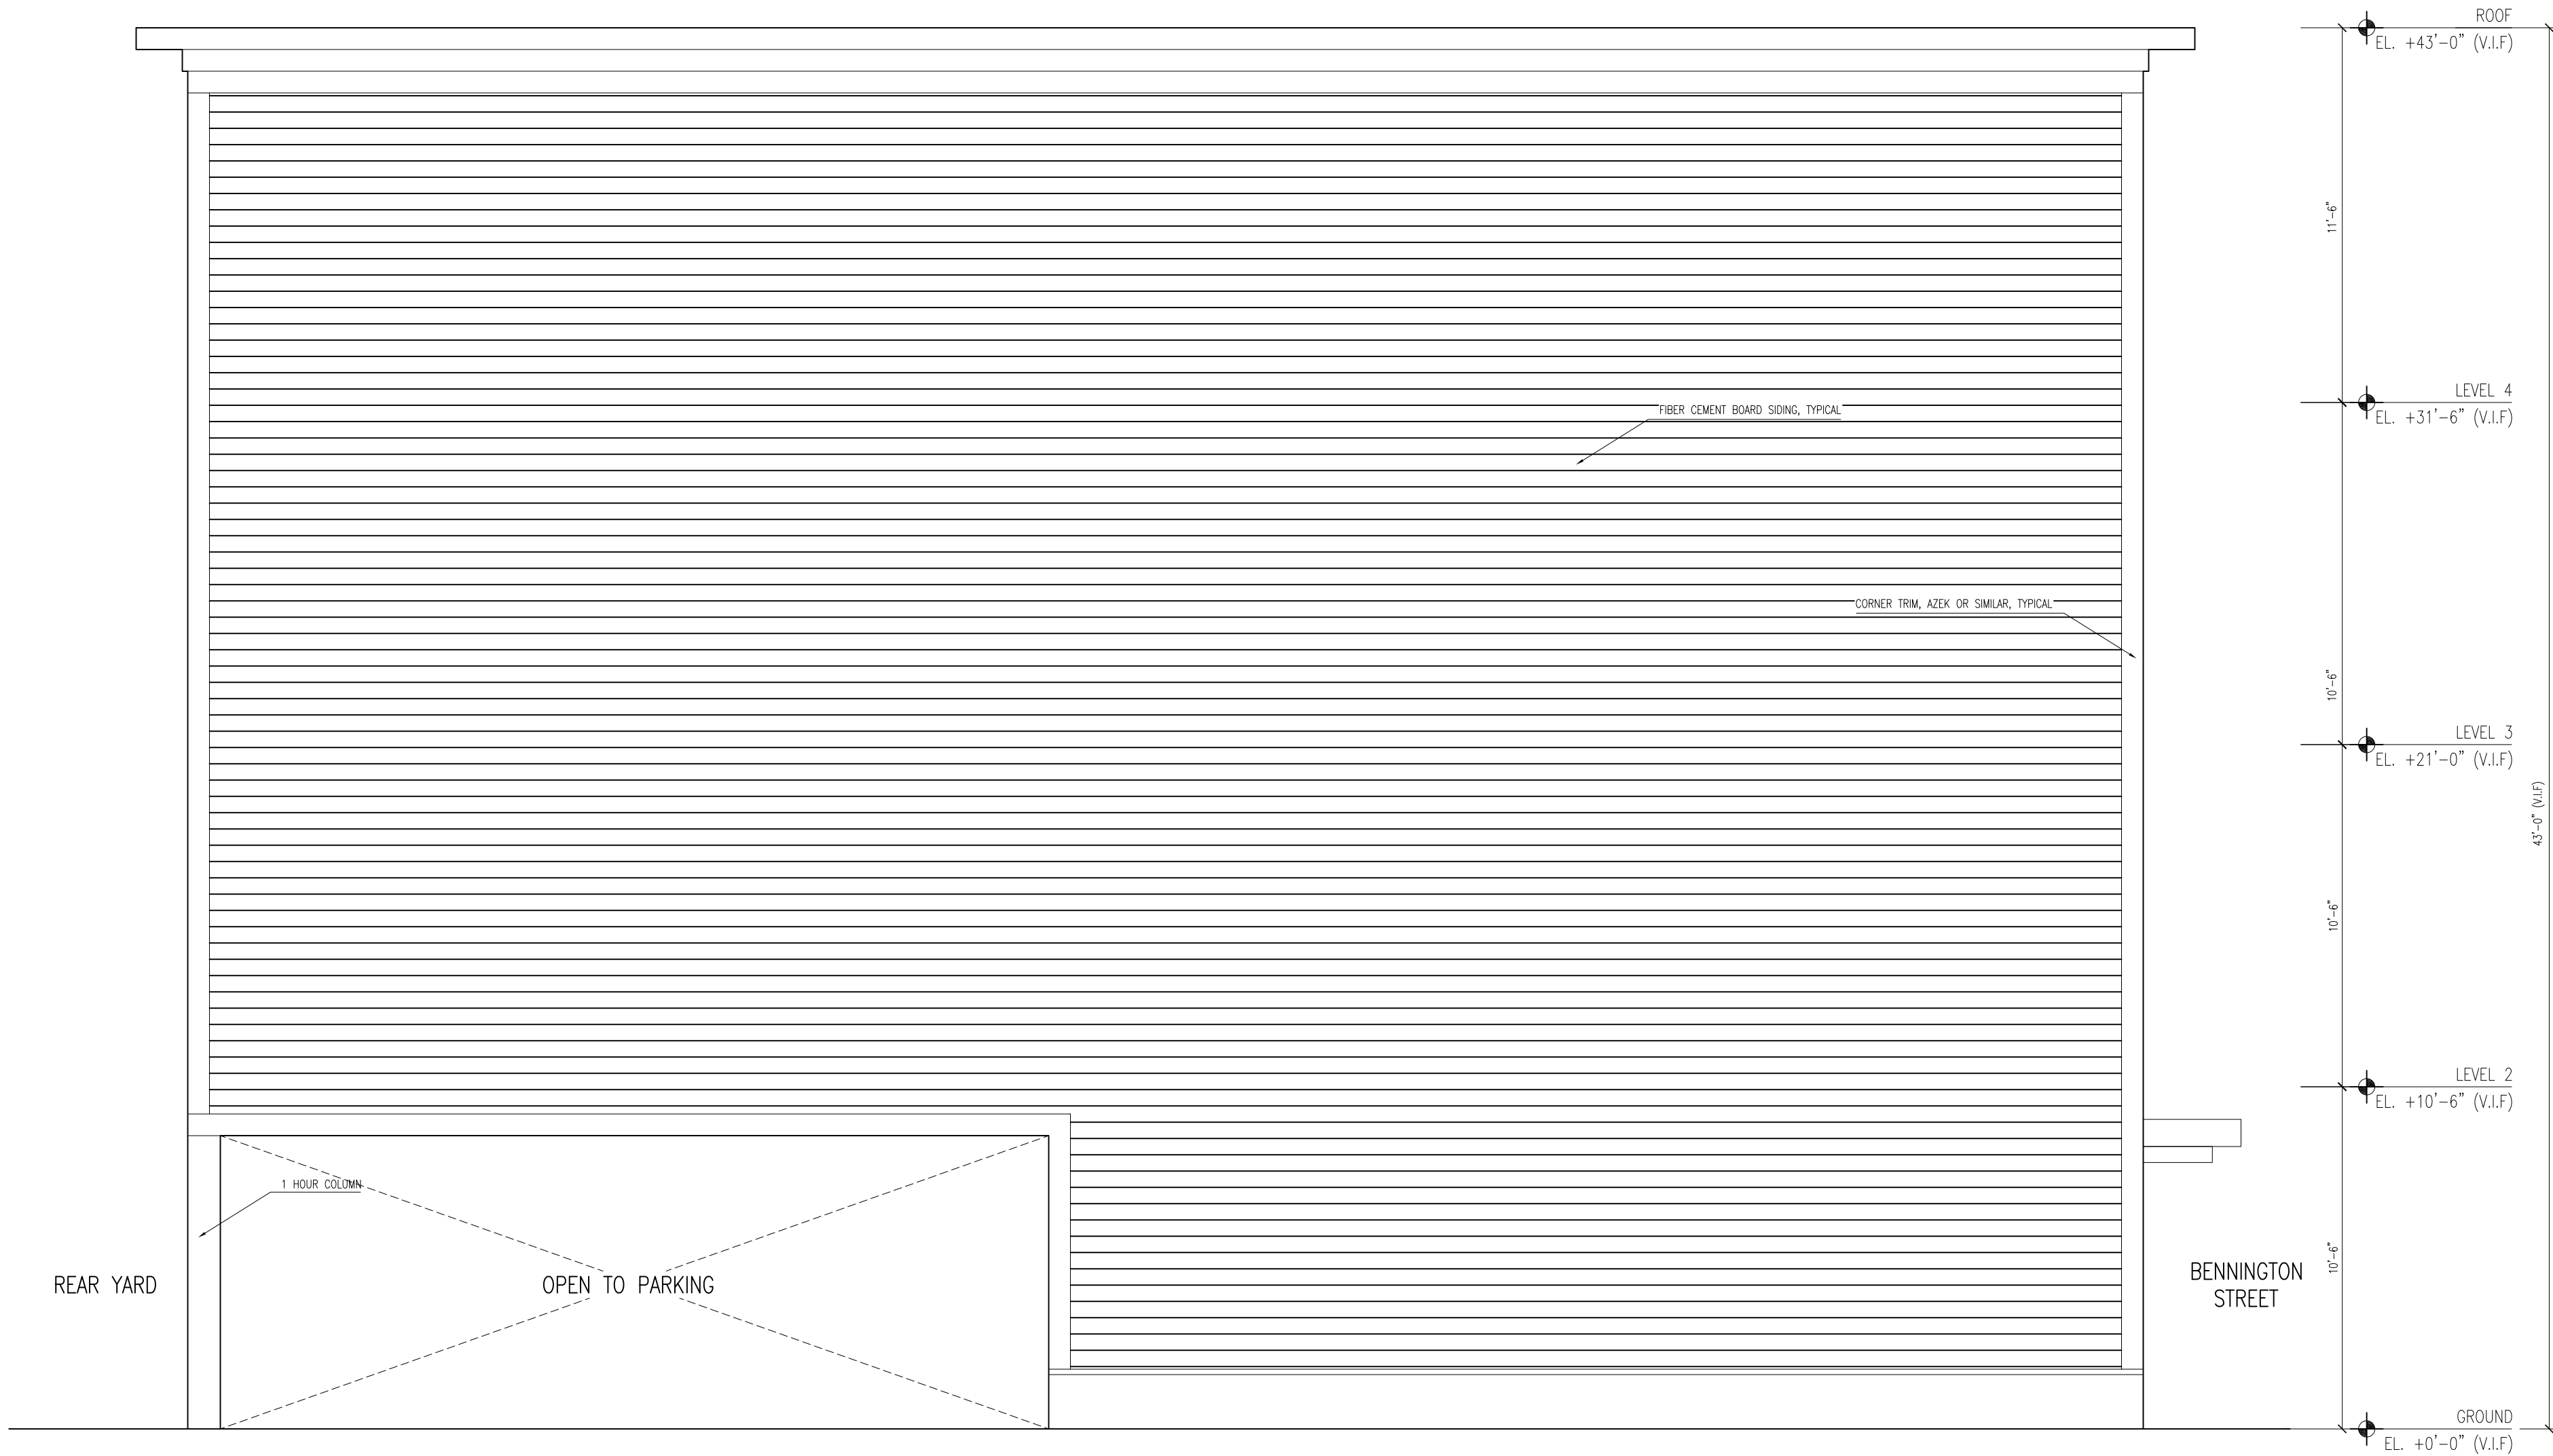 ROOF
EL. +43'-0" (V.I.F)
11'-6"
LEVEL 4
EL. +31'-6" (V.I.F)
FIBER CEMENT BOARD SIDING, TYPICAL
CORNER TRIM, AZEK OR SIMILAR, TYPICAL
10'-6"
LEVEL 3
EL. +21'-0" (V.I.F)
43'-0" (V.I.F)
10'-6"
LEVEL 2
EL. +10'-6" (V.I.F)
1 HOUR COLUMN
REAR YARD
OPEN TO PARKING
BENNINGTON
STREET
10'-6"
GROUND
EL. +0'-0" (V.I.F)